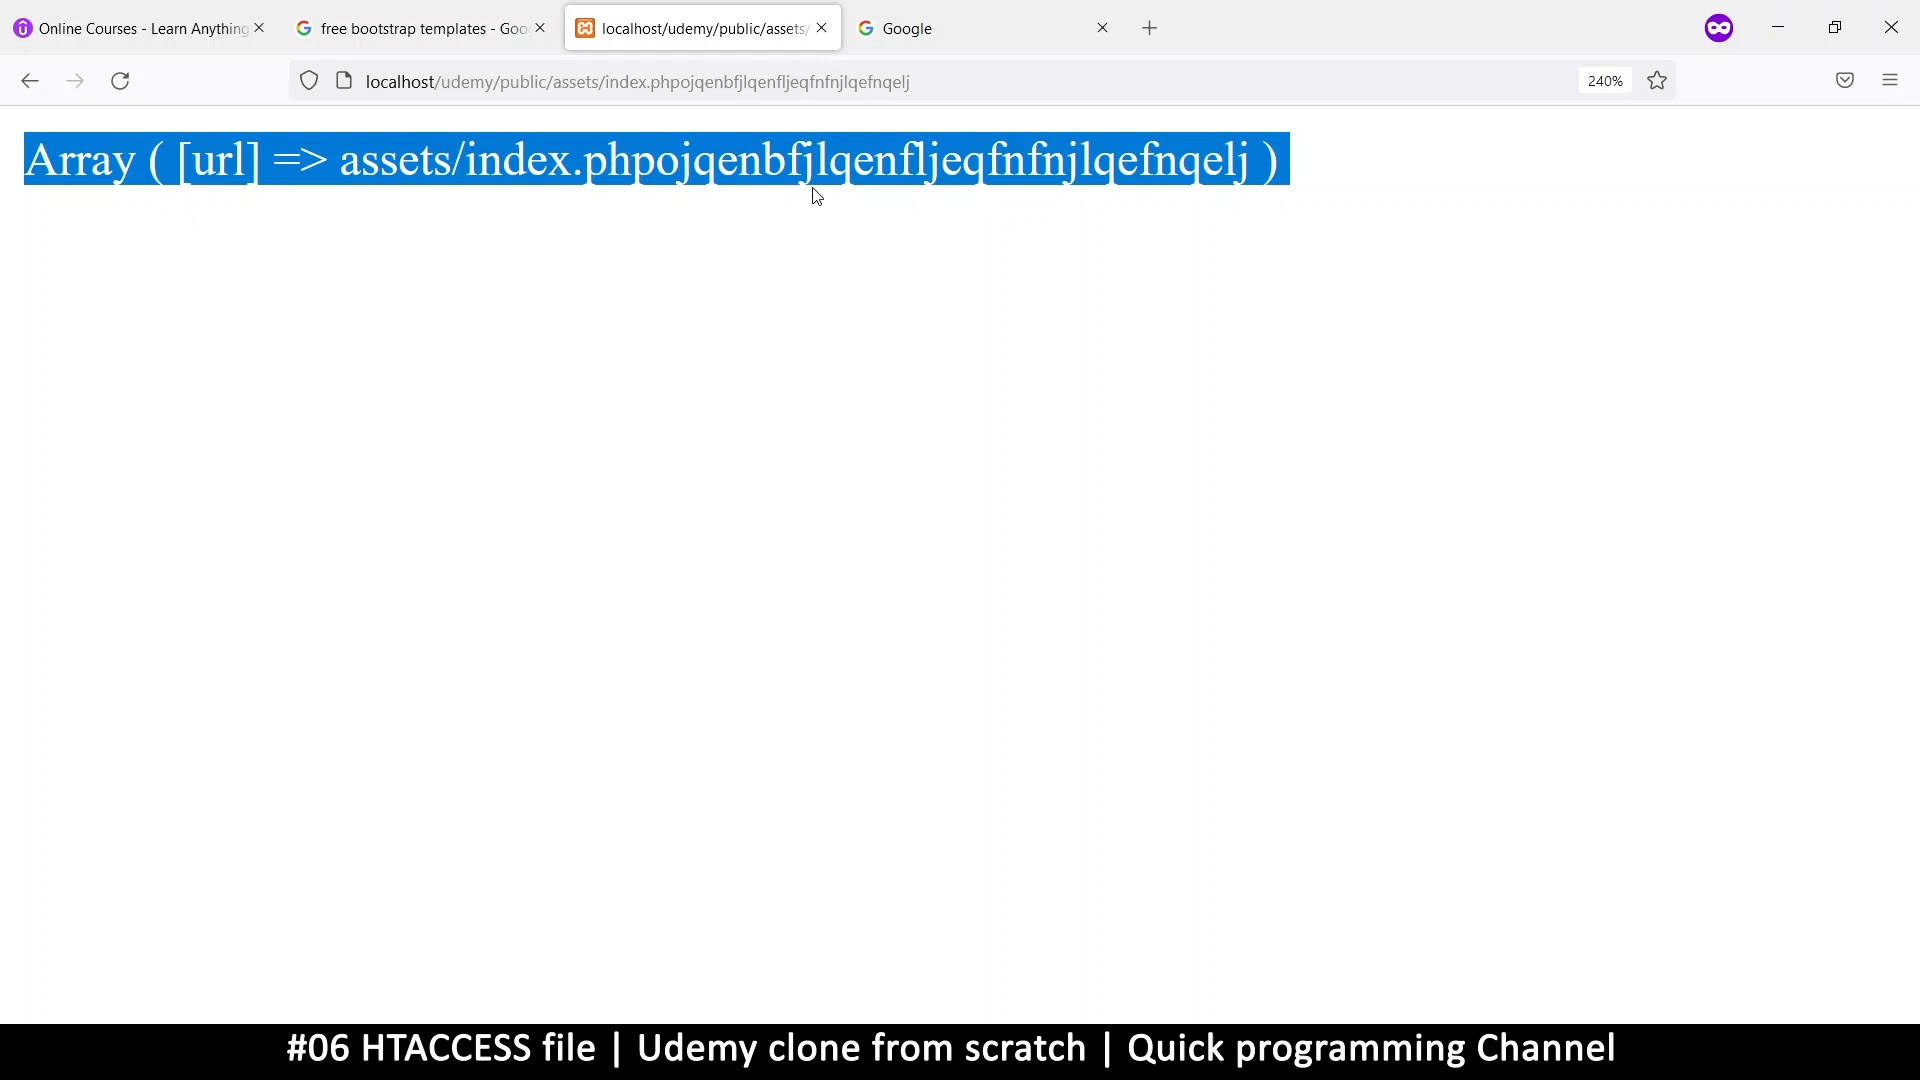 Online Courses - Learn Anything
free bootstrap templates - Goo
localhost/udemy/public/assets/
Google
localhost/udemy/public/assets/index.phpojqenbfjlqenfljeqfnfnjlqefnqelj
240%
Array ( [url] => assets/index.phpojqenbfjlqenfljeqfnfnjlqefnqelj )
#06 HTACCESS file | Udemy clone from scratch | Quick programming Channel